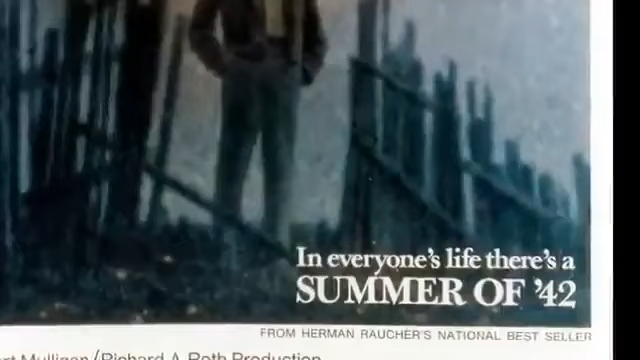 In everyone's life there's a
SUMMER OF '42
FROM HERMAN RAUCHER'S NATIONAL BEST SELLER
Mulligan/Richard A. Roth Production